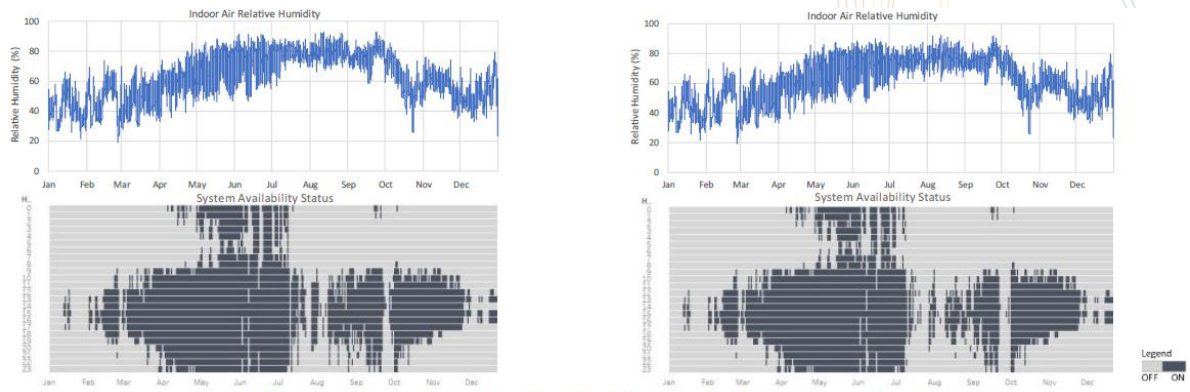 Indoor Air Relative Humidity
Relative Humidity (%)
100
80
60
40
20
0
Jan Feb Mar Apr May Jun Jul Aug Sep Oct Nov Dec
System Availability Status
H..
Jan Feb Mar Apr May Jun Jul Aug Sep Oct Nov Dec
Indoor Air Relative Humidity
Relative Humidity (%)
100
80
60
40
20
0
Jan Feb Mar Apr May Jun Jul Aug Sep Oct Nov Dec
System Availability Status
H..
Jan Feb Mar Apr May Jun Jul Aug Sep Oct Nov Dec
Legend
OFF ON